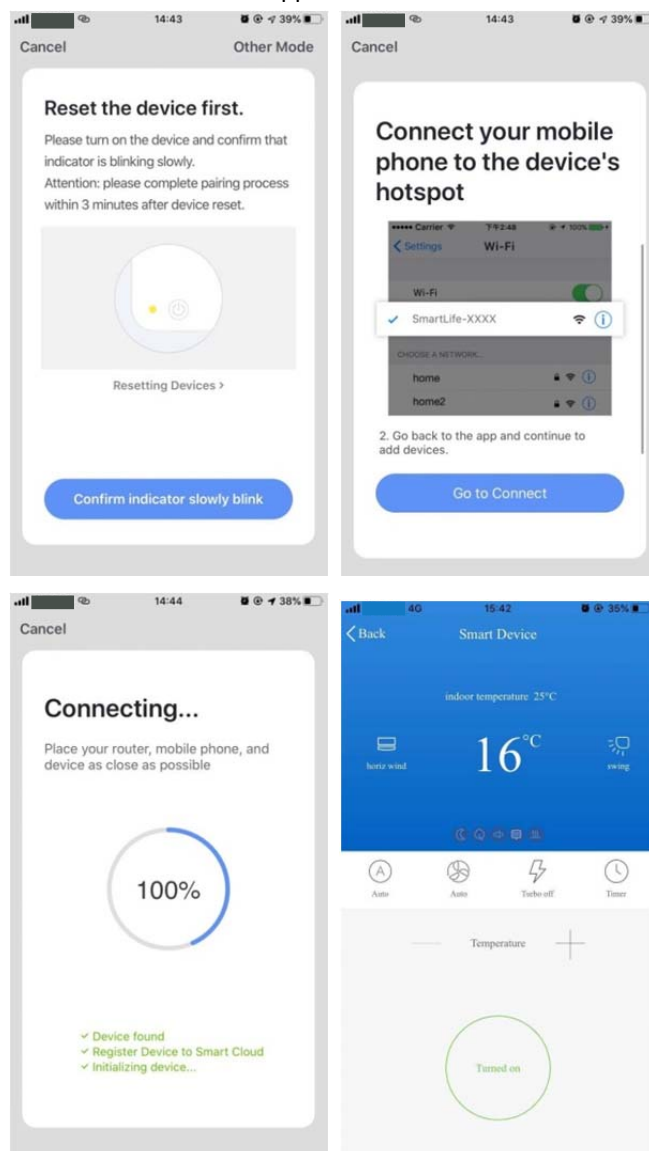 14:43
39%
Cancel
Other Mode
Reset the device first.
Please turn on the device and confirm that
indicator is blinking slowly.
Attention: please complete pairing process
within 3 minutes after device reset.
Resetting Devices >
Confirm indicator slowly blink
14:43
39%
Cancel
Connect your mobile
phone to the device's
hotspot
Carrier
下午2:48
100%
Settings
Wi-Fi
Wi-Fi
SmartLife-XXXX
CHOOSE A NETWORK...
home
home2
2. Go back to the app and continue to
add devices.
Go to Connect
14:44
38%
Cancel
Connecting...
Place your router, mobile phone, and
device as close as possible
100%
Device found
Register Device to Smart Cloud
Initializing device...
4G
15:42
35%
Back
Smart Device
indoor temperature 25°C
horiz wind
16°C
swing
A
Auto
Auto
Turbo off
Timer
Temperature
Turned on